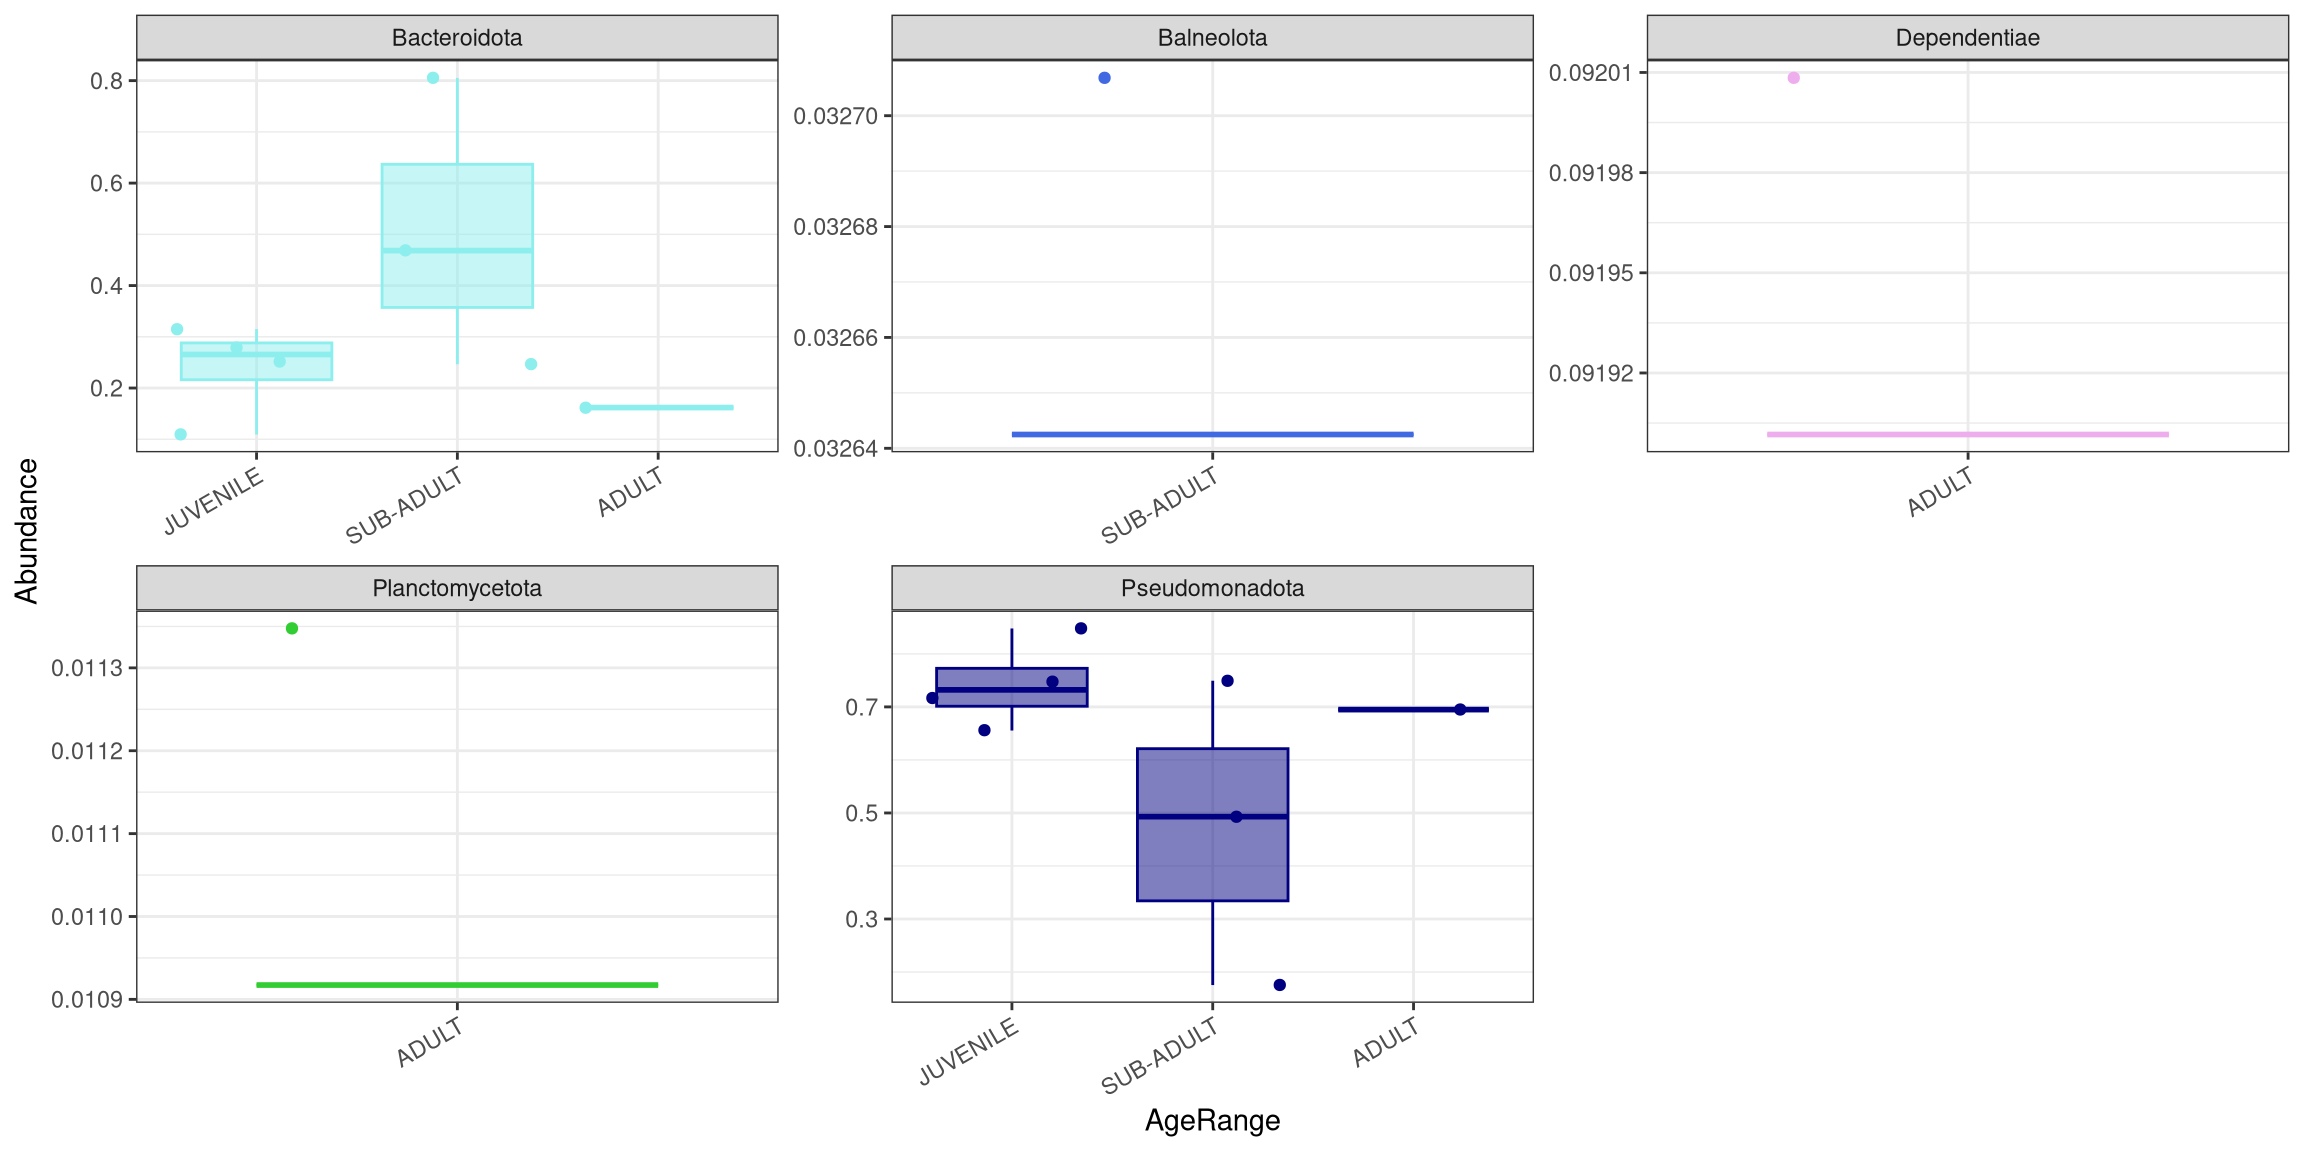 Bacteroidota
0.8
0.6
0.4
0.2
JUVENILE
SUB-ADULT
ADULT
Balneolota
0.03270
0.03268
0.03266
0.03264
SUB-ADULT
Dependentiae
0.09201
0.09198
0.09195
0.09192
ADULT
Abundance
Planctomycetota
0.0113
0.0112
0.0111
0.0110
0.0109
ADULT
Pseudomonadota
0.7
0.5
0.3
JUVENILE
SUB-ADULT
ADULT
AgeRange